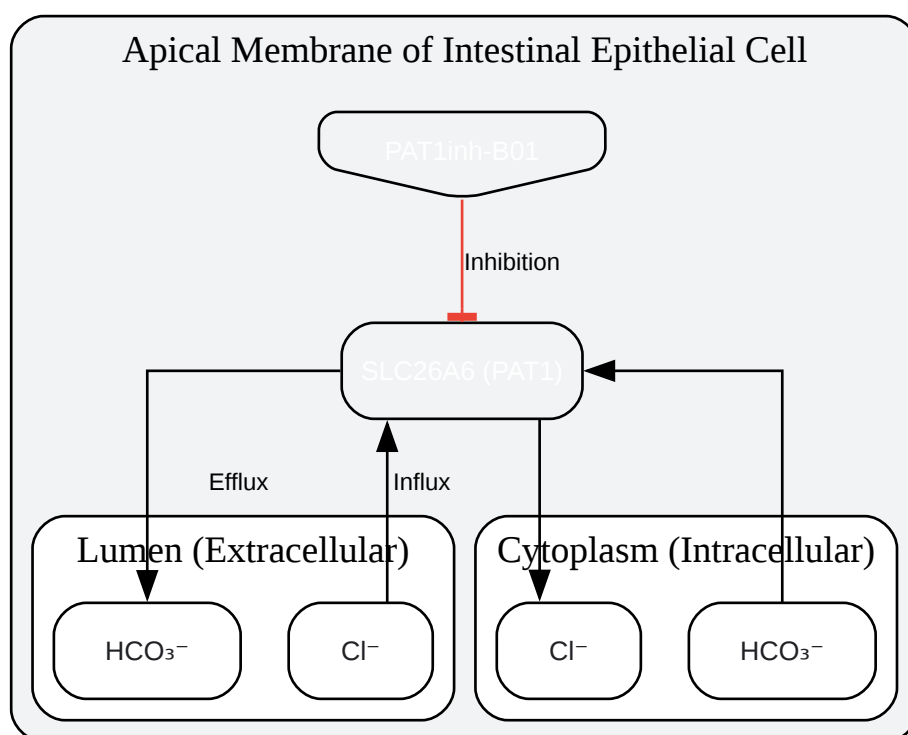 Apical Membrane of Intestinal Epithelial Cell
PAT1inh-B01
Inhibition
SLC26A6 (PAT1)
Efflux
Influx
Lumen (Extracellular)
Cytoplasm (Intracellular)
HCO₃⁻
Cl⁻
Cl⁻
HCO₃⁻